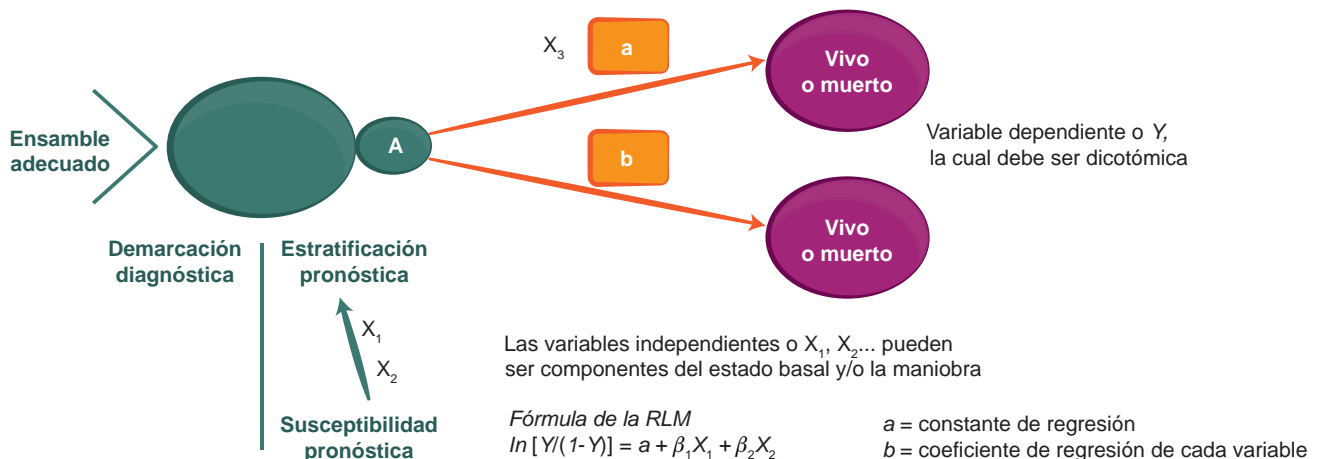 X₃
a
Vivo
o muerto
Ensamble
adecuado
A
b
Variable dependiente o Y,
la cual debe ser dicotómica
Vivo
o muerto
Demarcación
diagnóstica
Estratificación
pronóstica
X₁
X₂
Susceptibilidad
pronóstica
Las variables independientes o X₁, X₂... pueden
ser componentes del estado basal y/o la maniobra
Fórmula de la RLM
ln [Y/(1-Y)] = a + β₁X₁ + β₂X₂
a = constante de regresión
b = coeficiente de regresión de cada variable